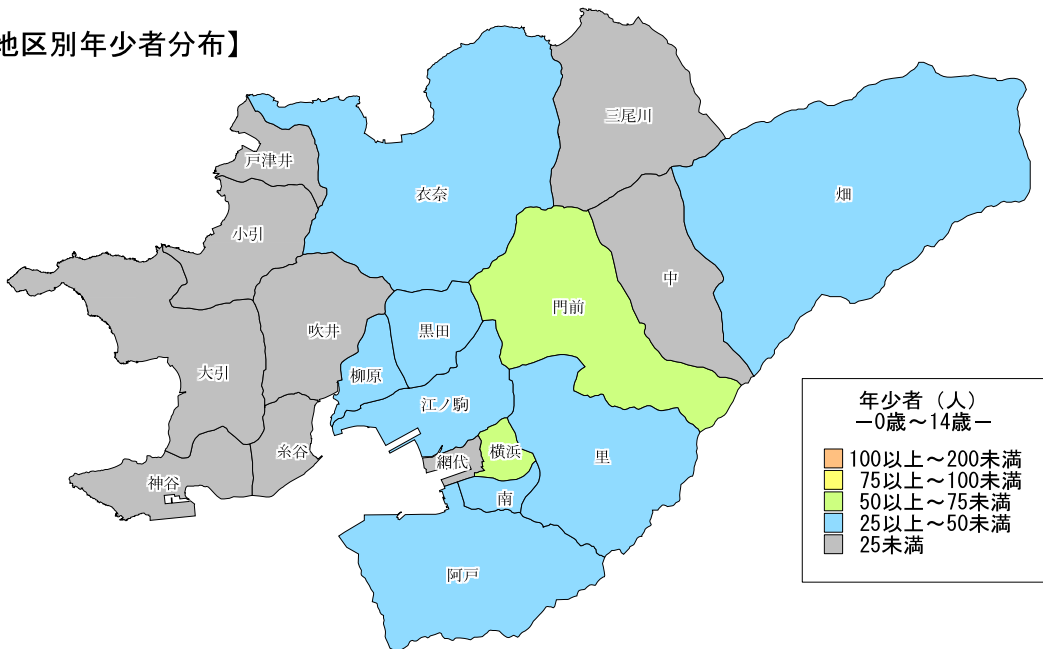 地区別年少者分布】
三尾川
戸津井
衣奈
畑
小引
中
門前
吹井
黒田
大引
柳原
江ノ駒
糸谷
網代
横浜
里
神谷
南
阿戸
年少者（人）
－0歳～14歳－
100以上～200未満
75以上～100未満
50以上～75未満
25以上～50未満
25未満